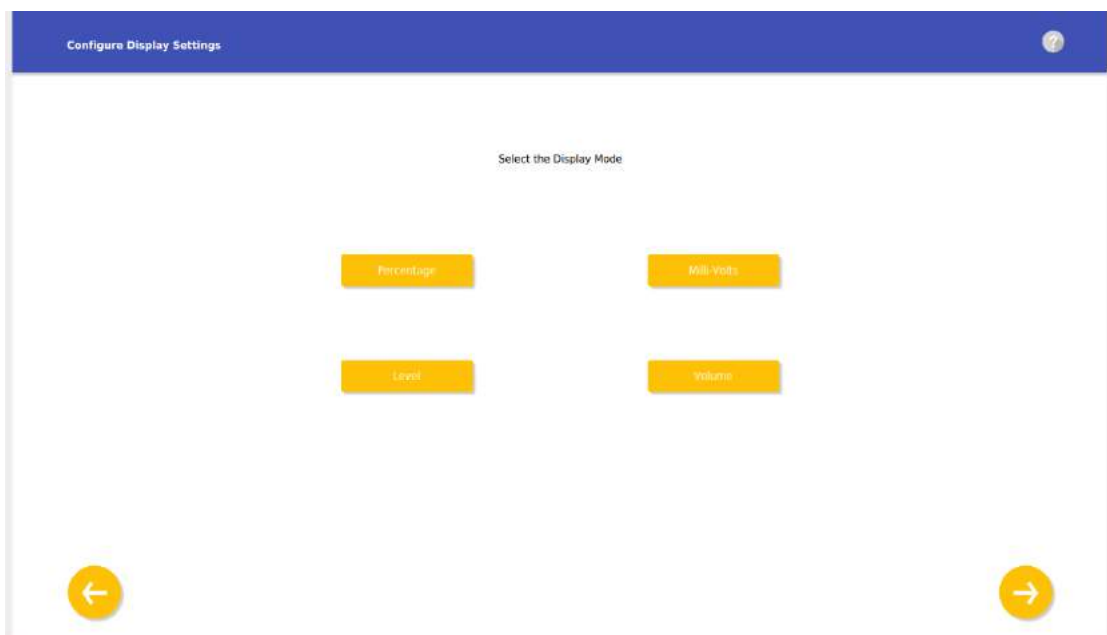 Configure Display Settings
?
Select the Display Mode
Percentage
Milli-Volts
Level
Volume